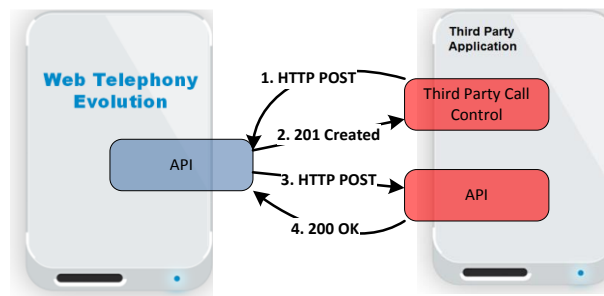 Web Telephony
Evolution
API
1. HTTP POST
2. 201 Created
3. HTTP POST
4. 200 OK
Third Party
Application
Third Party Call
Control
API